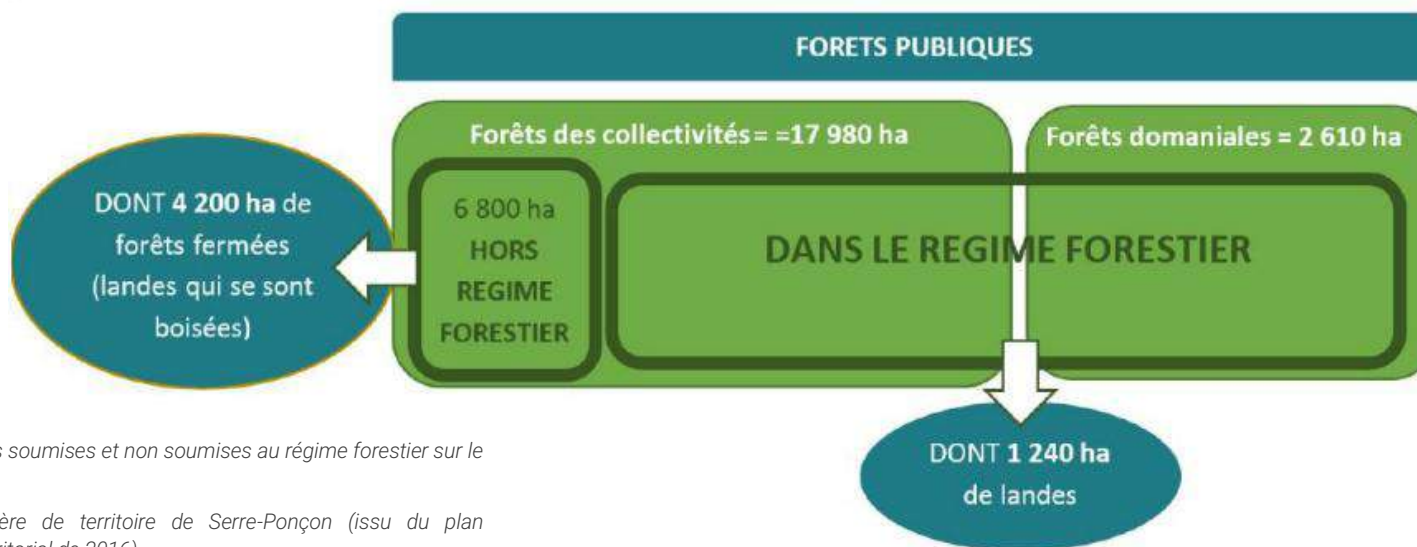 FORETS PUBLIQUES
Forêts des collectivités= =17 980 ha
Forêts domaniales = 2 610 ha
DONT 4 200 ha de
forêts fermées
(landes qui se sont
boisées)
6 800 ha
HORS
REGIME
FORESTIER
DANS LE REGIME FORESTIER
DONT 1 240 ha
de landes
s soumises et non soumises au régime forestier sur le
ère de territoire de Serre-Ponçon (issu du plan